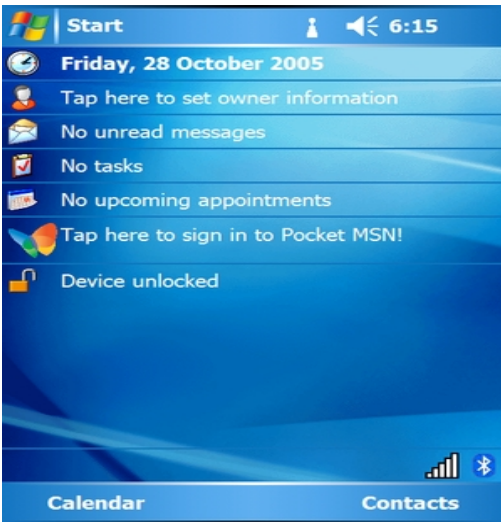 Start 6:15
Friday, 28 October 2005
Tap here to set owner information
No unread messages
No tasks
No upcoming appointments
Tap here to sign in to Pocket MSN!
Device unlocked
Calendar Contacts